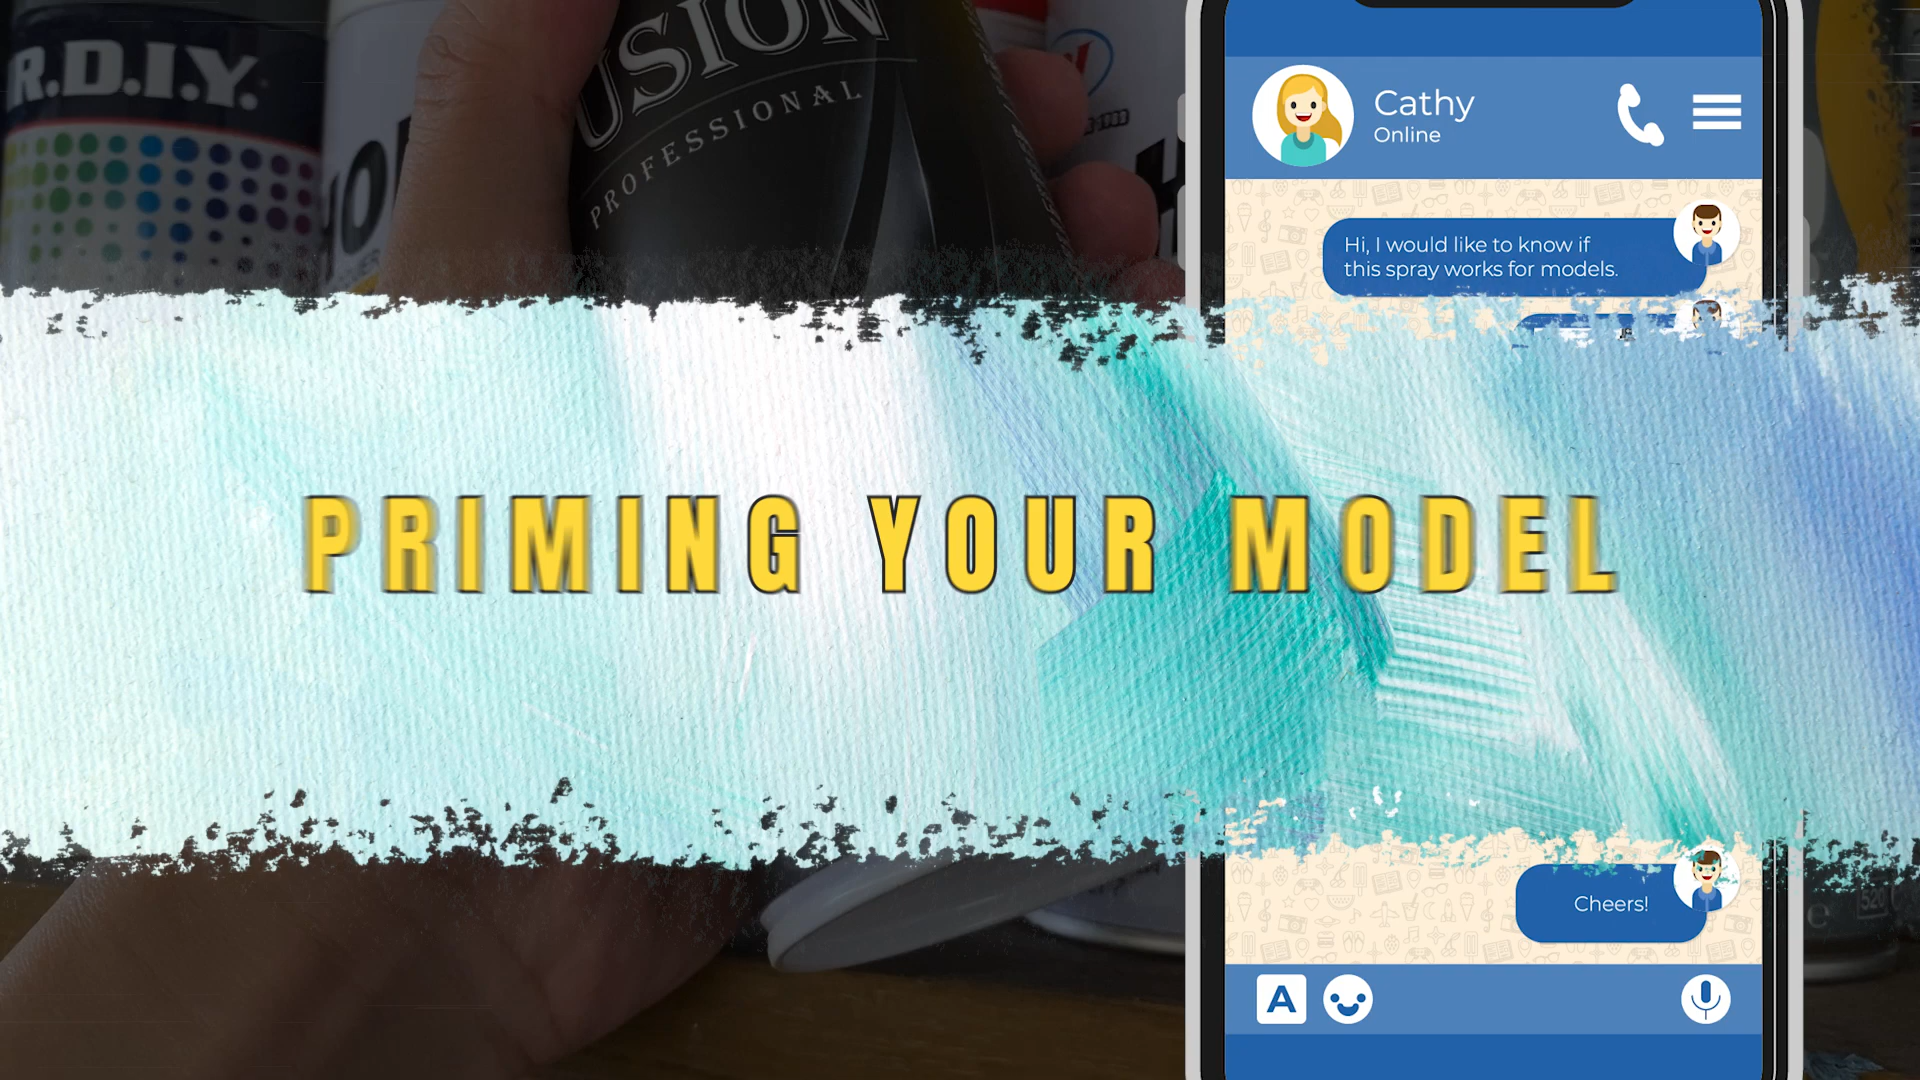 R.D.I.Y.
USION
PROFESSIONAL
Cathy
Online
Hi, I would like to know if
this spray works for models.
PRIMING YOUR MODEL
Cheers!
A
520